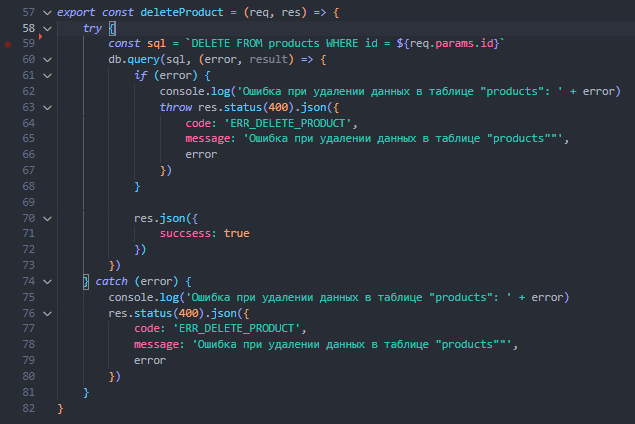 57 export const deleteProduct = (req, res) => {
58     try {
59         const sql = `DELETE FROM products WHERE id = ${req.params.id}`
60         db.query(sql, (error, result) => {
61             if (error) {
62                 console.log('Ошибка при удалении данных в таблице "products": ' + error)
63                 throw res.status(400).json({
64                     code: 'ERR_DELETE_PRODUCT',
65                     message: 'Ошибка при удалении данных в таблице "products""',
66                     error
67                 })
68             }
69
70             res.json({
71                 succsess: true
72             })
73         })
74     } catch (error) {
75         console.log('Ошибка при удалении данных в таблице "products": ' + error)
76         res.status(400).json({
77             code: 'ERR_DELETE_PRODUCT',
78             message: 'Ошибка при удалении данных в таблице "products""',
79             error
80         })
81     }
82 }